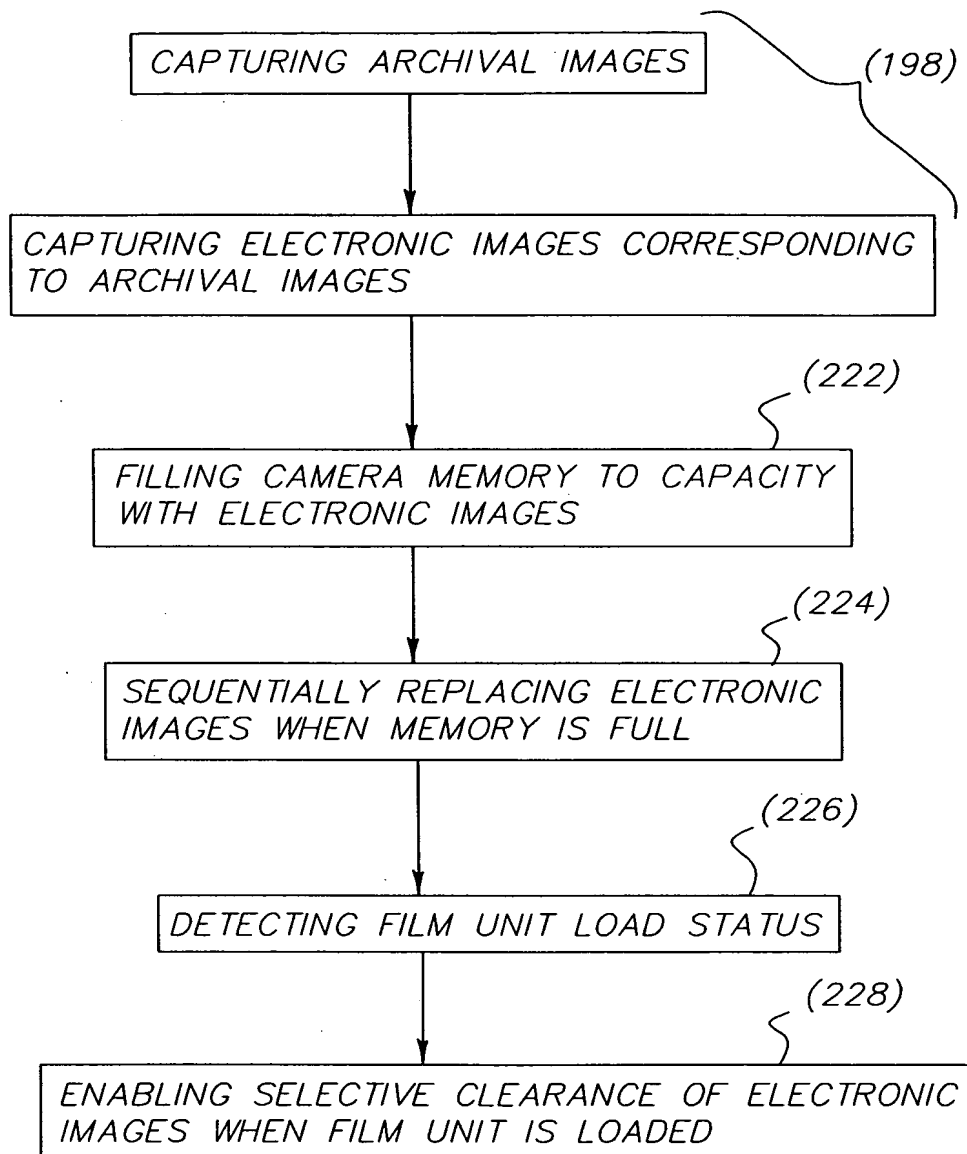 CAPTURING ARCHIVAL IMAGES
(198)
CAPTURING ELECTRONIC IMAGES CORRESPONDING
TO ARCHIVAL IMAGES
(222)
FILLING CAMERA MEMORY TO CAPACITY
WITH ELECTRONIC IMAGES
(224)
SEQUENTIALLY REPLACING ELECTRONIC
IMAGES WHEN MEMORY IS FULL
(226)
DETECTING FILM UNIT LOAD STATUS
(228)
ENABLING SELECTIVE CLEARANCE OF ELECTRONIC
IMAGES WHEN FILM UNIT IS LOADED